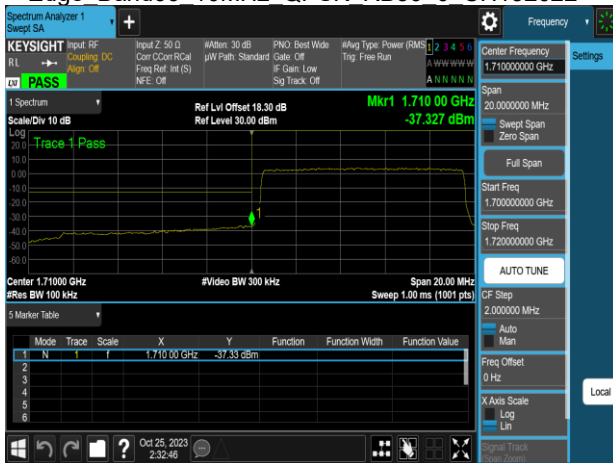 Spectrum Analyzer 1
Swept SA
Frequency
KEYSIGHT
RL
PASS
Input: RF
Coupling: DC
Align: Off
Input Z: 50 Ω
Corr CCorr RCal
Freq Ref: Int (S)
NFE: Off
#Atten: 30 dB
µW Path: Standard
PNO: Best Wide
Gate: Off
IF Gain: Low
Sig Track: Off
#Avg Type: Power (RMS)
Trig: Free Run
1 2 3 4 5 6
A W W W W W
A N N N N N
1 Spectrum
Scale/Div 10 dB
Ref Lvl Offset 18.30 dB
Ref Level 30.00 dBm
Mkr1 1.710 00 GHz
-37.327 dBm
Log
Trace 1 Pass
20.0
10.0
0.00
-10.0
-20.0
-30.0
-40.0
-50.0
-60.0
1
Center 1.71000 GHz
#Res BW 100 kHz
#Video BW 300 kHz
Span 20.00 MHz
Sweep 1.00 ms (1001 pts)
5 Marker Table
Mode Trace Scale X Y Function Function Width Function Value
1 N 1 f 1.710 00 GHz -37.33 dBm
2
3
4
5
6
Oct 25, 2023
2:32:46
Center Frequency
1.710000000 GHz
Settings
Span
20.0000000 MHz
Swept Span
Zero Span
Full Span
Start Freq
1.700000000 GHz
Stop Freq
1.720000000 GHz
AUTO TUNE
CF Step
2.000000 MHz
Auto
Man
Freq Offset
0 Hz
Local
X Axis Scale
Log
Lin
Signal Track
(Span Zoom)